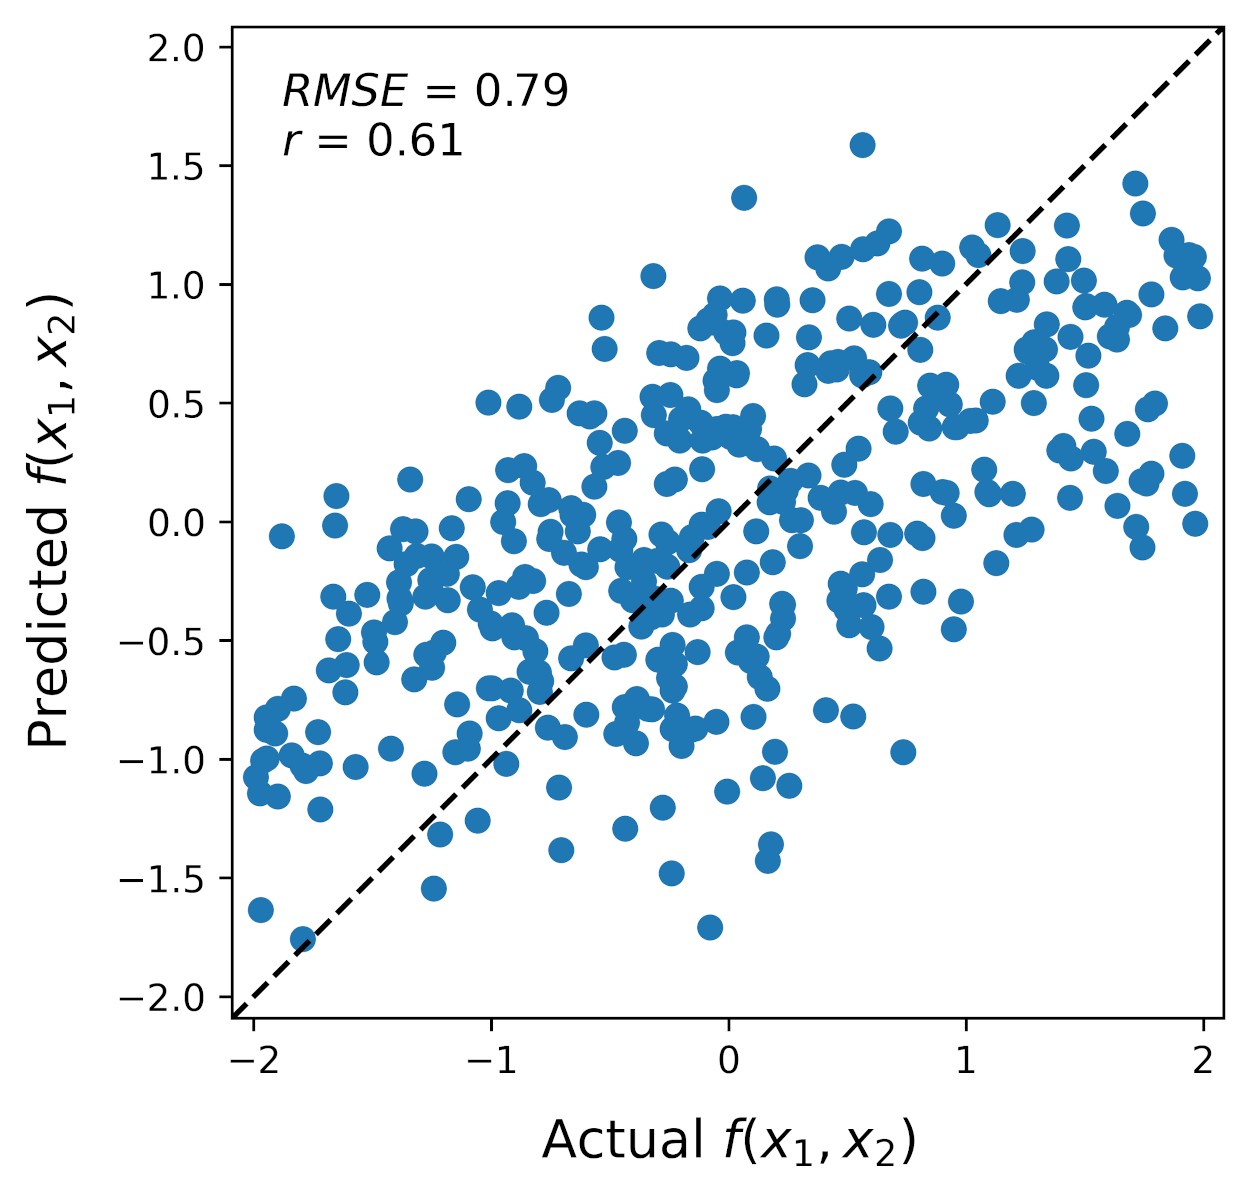 RMSE = 0.79
r = 0.61
2.0
1.5
1.0
0.5
0.0
−0.5
−1.0
−1.5
−2.0
−2 −1 0 1 2
Predicted f(x₁, x₂)
Actual f(x₁, x₂)